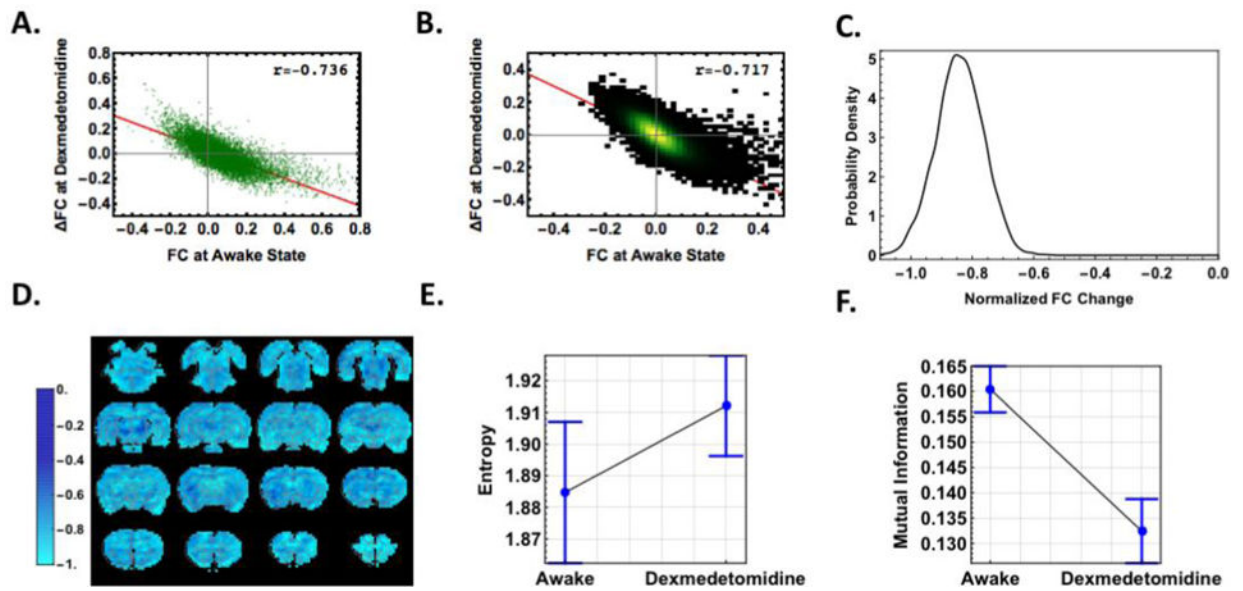 A.
0.8
0.6
0.4
0.2
0.0
−0.2
−0.4
−0.4 −0.2 0.0 0.2 0.4 0.6 0.8
ΔFC at Dexmedetomidine
FC at Awake State
r=−0.736
B.
0.4
0.2
0.0
−0.2
−0.4
−0.4 −0.2 0.0 0.2 0.4
ΔFC at Dexmedetomidine
FC at Awake State
r=−0.717
C.
5
4
3
2
1
0
−1.0 −0.8 −0.6 −0.4 −0.2 0.0
Probability Density
Normalized FC Change
D.
0.
−0.2
−0.4
−0.6
−0.8
−1.
E.
1.92
1.91
1.90
1.89
1.88
1.87
Entropy
Awake Dexmedetomidine
F.
0.165
0.160
0.155
0.150
0.145
0.140
0.135
0.130
Mutual Information
Awake Dexmedetomidine